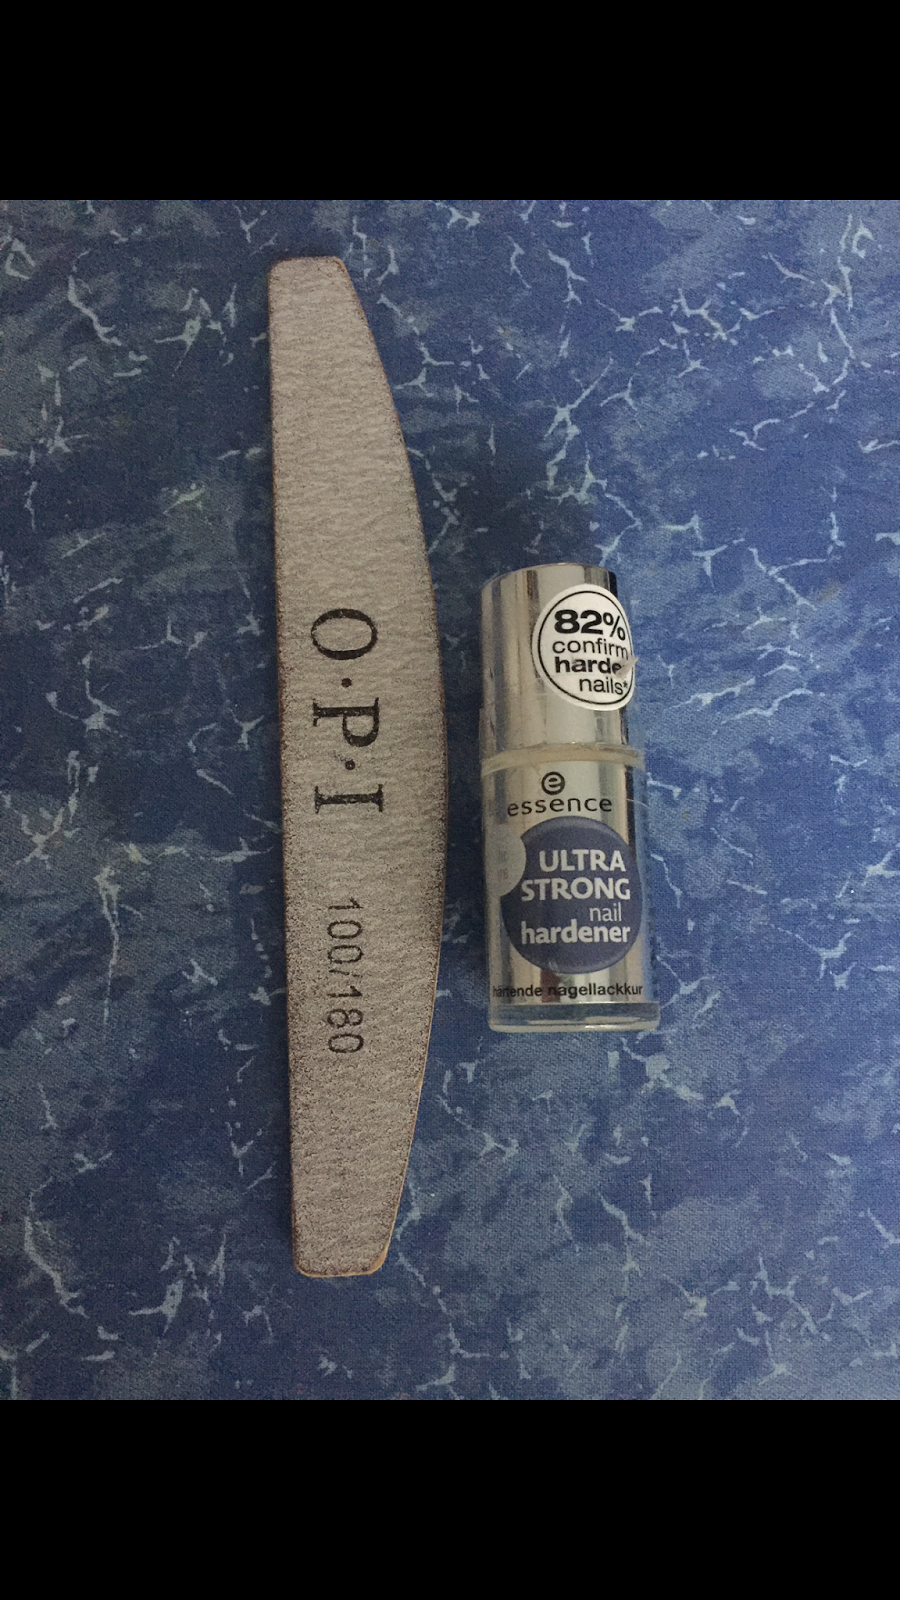 O·P·I 100/180
82%
confirm
harde
nails*
essence
ULTRA
STRONG
nail
hardener
härtende nagellackkur